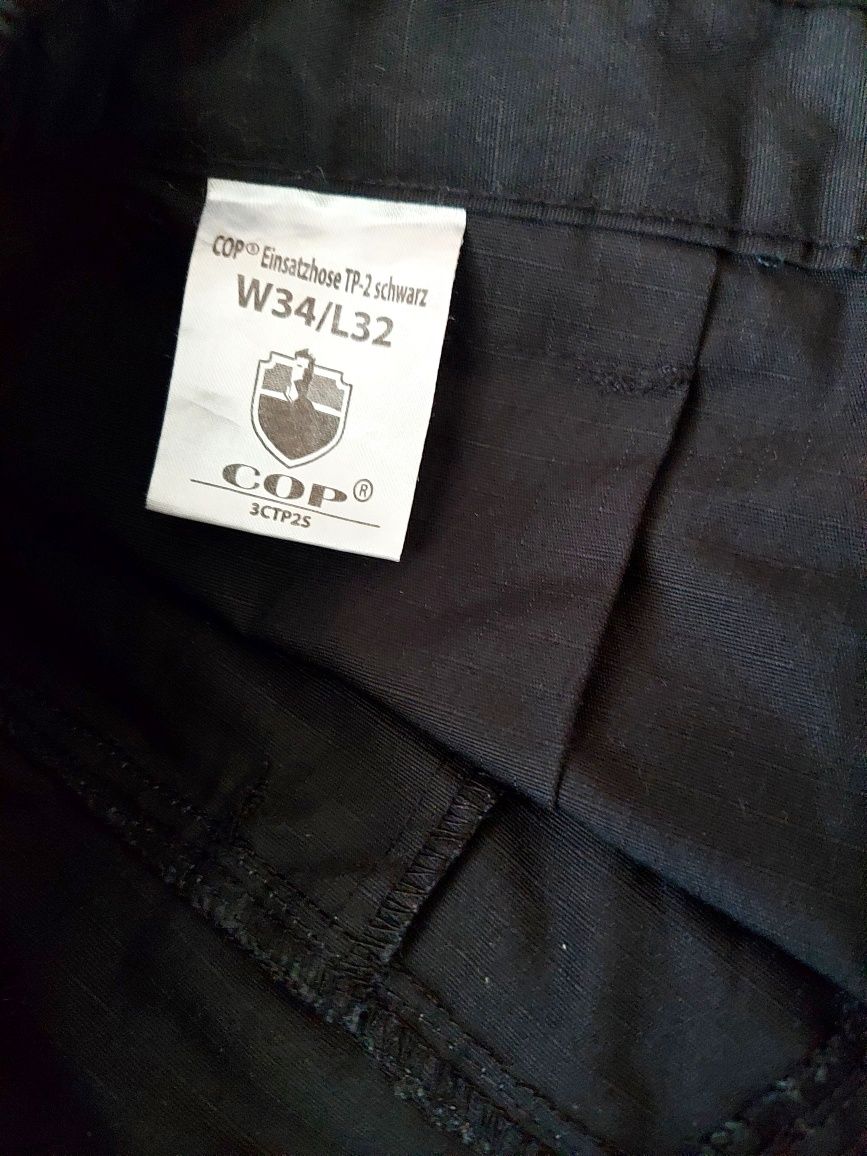 COP® Einsatzhose TP-2 schwarz
W34/L32
COP®
3CTP2S